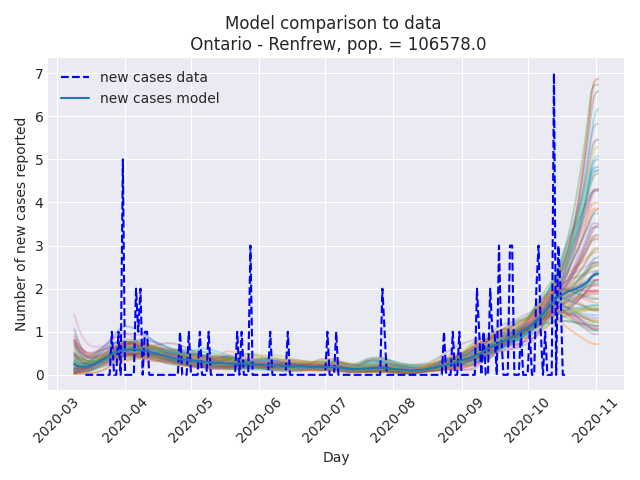 Model comparison to data
Ontario - Renfrew, pop. = 106578.0
new cases data
new cases model
Number of new cases reported
7
6
5
4
3
2
1
0
2020-03
2020-04
2020-05
2020-06
2020-07
2020-08
2020-09
2020-10
2020-11
Day